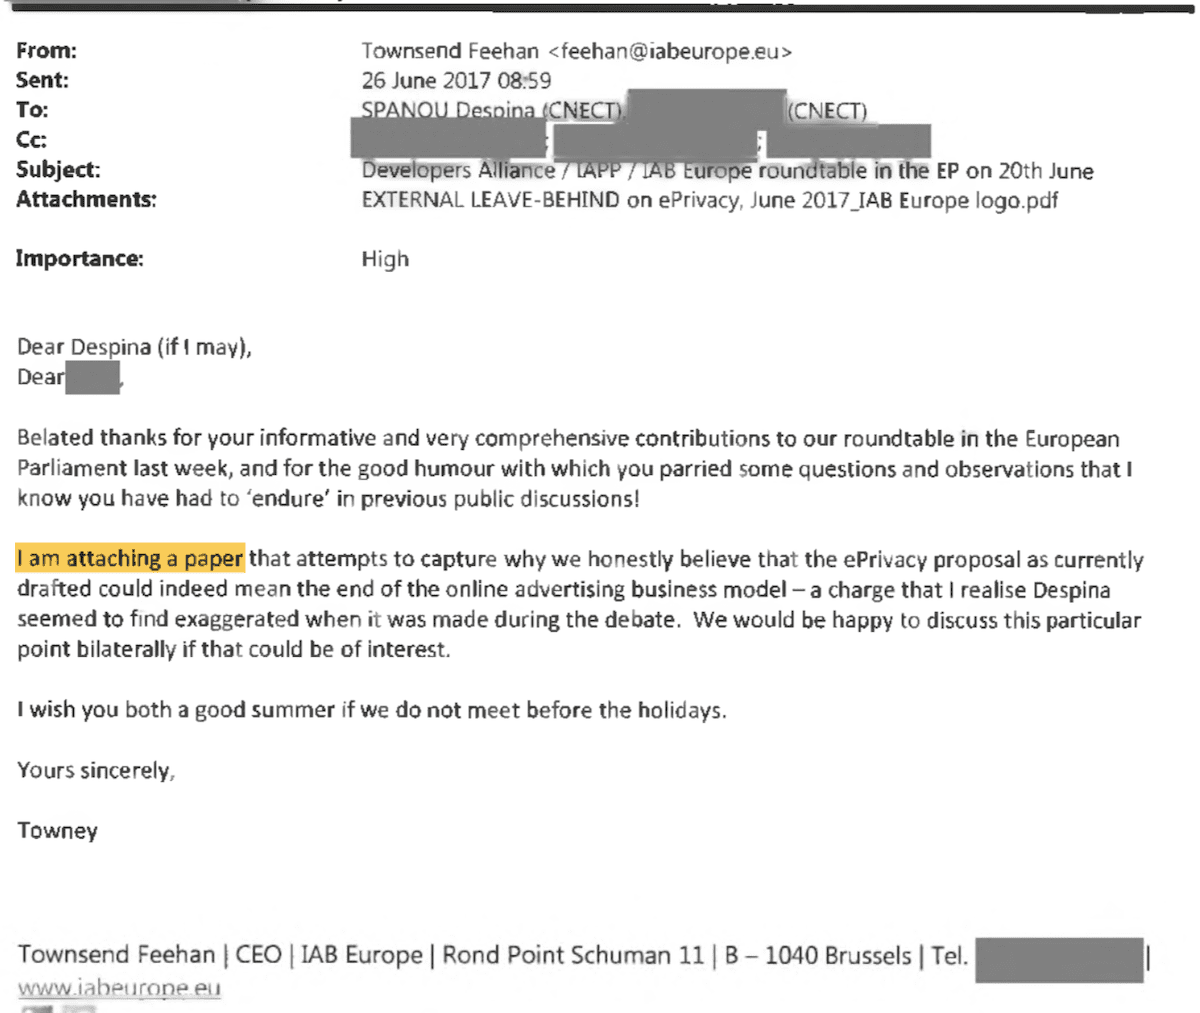 From: Townsend Feehan <feehan@iabeurope.eu>
Sent: 26 June 2017 08:59
To: SPANOU Despina (CNECT), (CNECT)
Cc: ; ;
Subject: Developers Alliance / IAPP / IAB Europe roundtable in the EP on 20th June
Attachments: EXTERNAL LEAVE-BEHIND on ePrivacy, June 2017_IAB Europe logo.pdf
Importance: High
Dear Despina (if I may),
Dear ,
Belated thanks for your informative and very comprehensive contributions to our roundtable in the European
Parliament last week, and for the good humour with which you parried some questions and observations that I
know you have had to ‘endure’ in previous public discussions!
I am attaching a paper that attempts to capture why we honestly believe that the ePrivacy proposal as currently
drafted could indeed mean the end of the online advertising business model – a charge that I realise Despina
seemed to find exaggerated when it was made during the debate. We would be happy to discuss this particular
point bilaterally if that could be of interest.
I wish you both a good summer if we do not meet before the holidays.
Yours sincerely,
Towney
Townsend Feehan | CEO | IAB Europe | Rond Point Schuman 11 | B – 1040 Brussels | Tel. |
www.iabeurope.eu